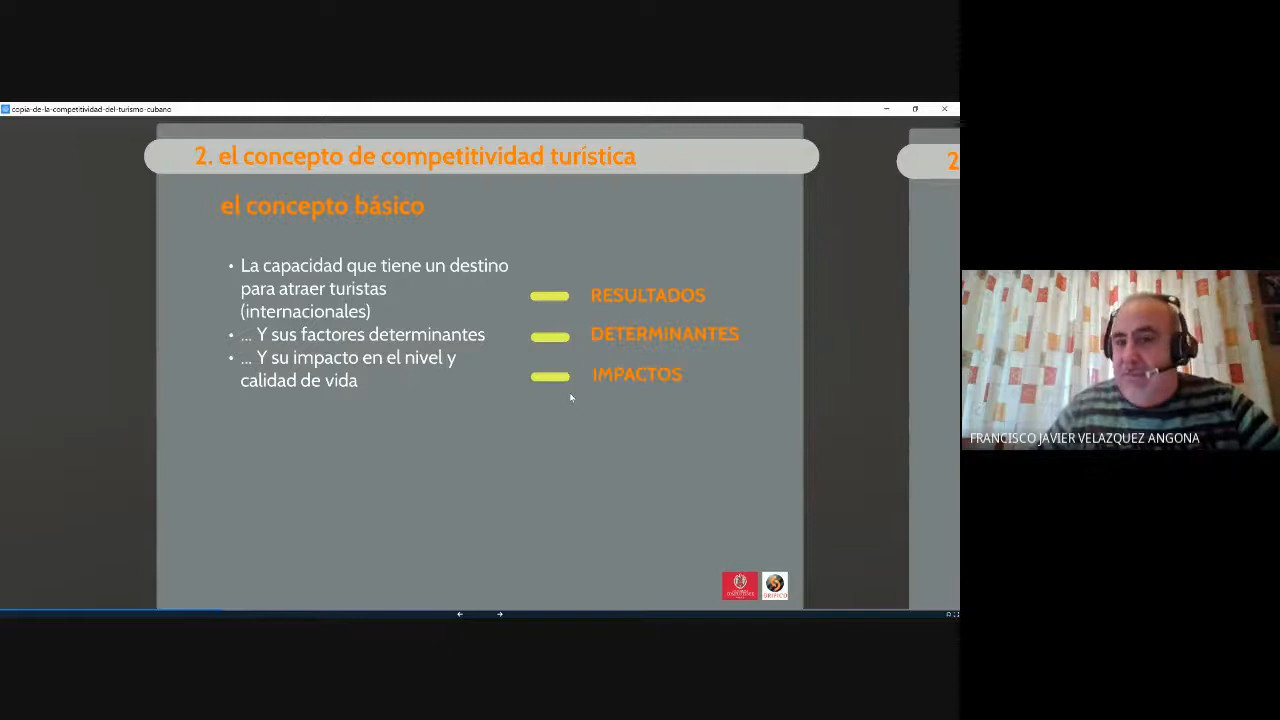 copia-de-la-competitividad-del-turismo-cubano
2. el concepto de competitividad turística
2
el concepto básico
• La capacidad que tiene un destino
para atraer turistas
(internacionales)
• ... Y sus factores determinantes
• ... Y su impacto en el nivel y
calidad de vida
RESULTADOS
DETERMINANTES
IMPACTOS
FRANCISCO JAVIER VELAZQUEZ ANGONA